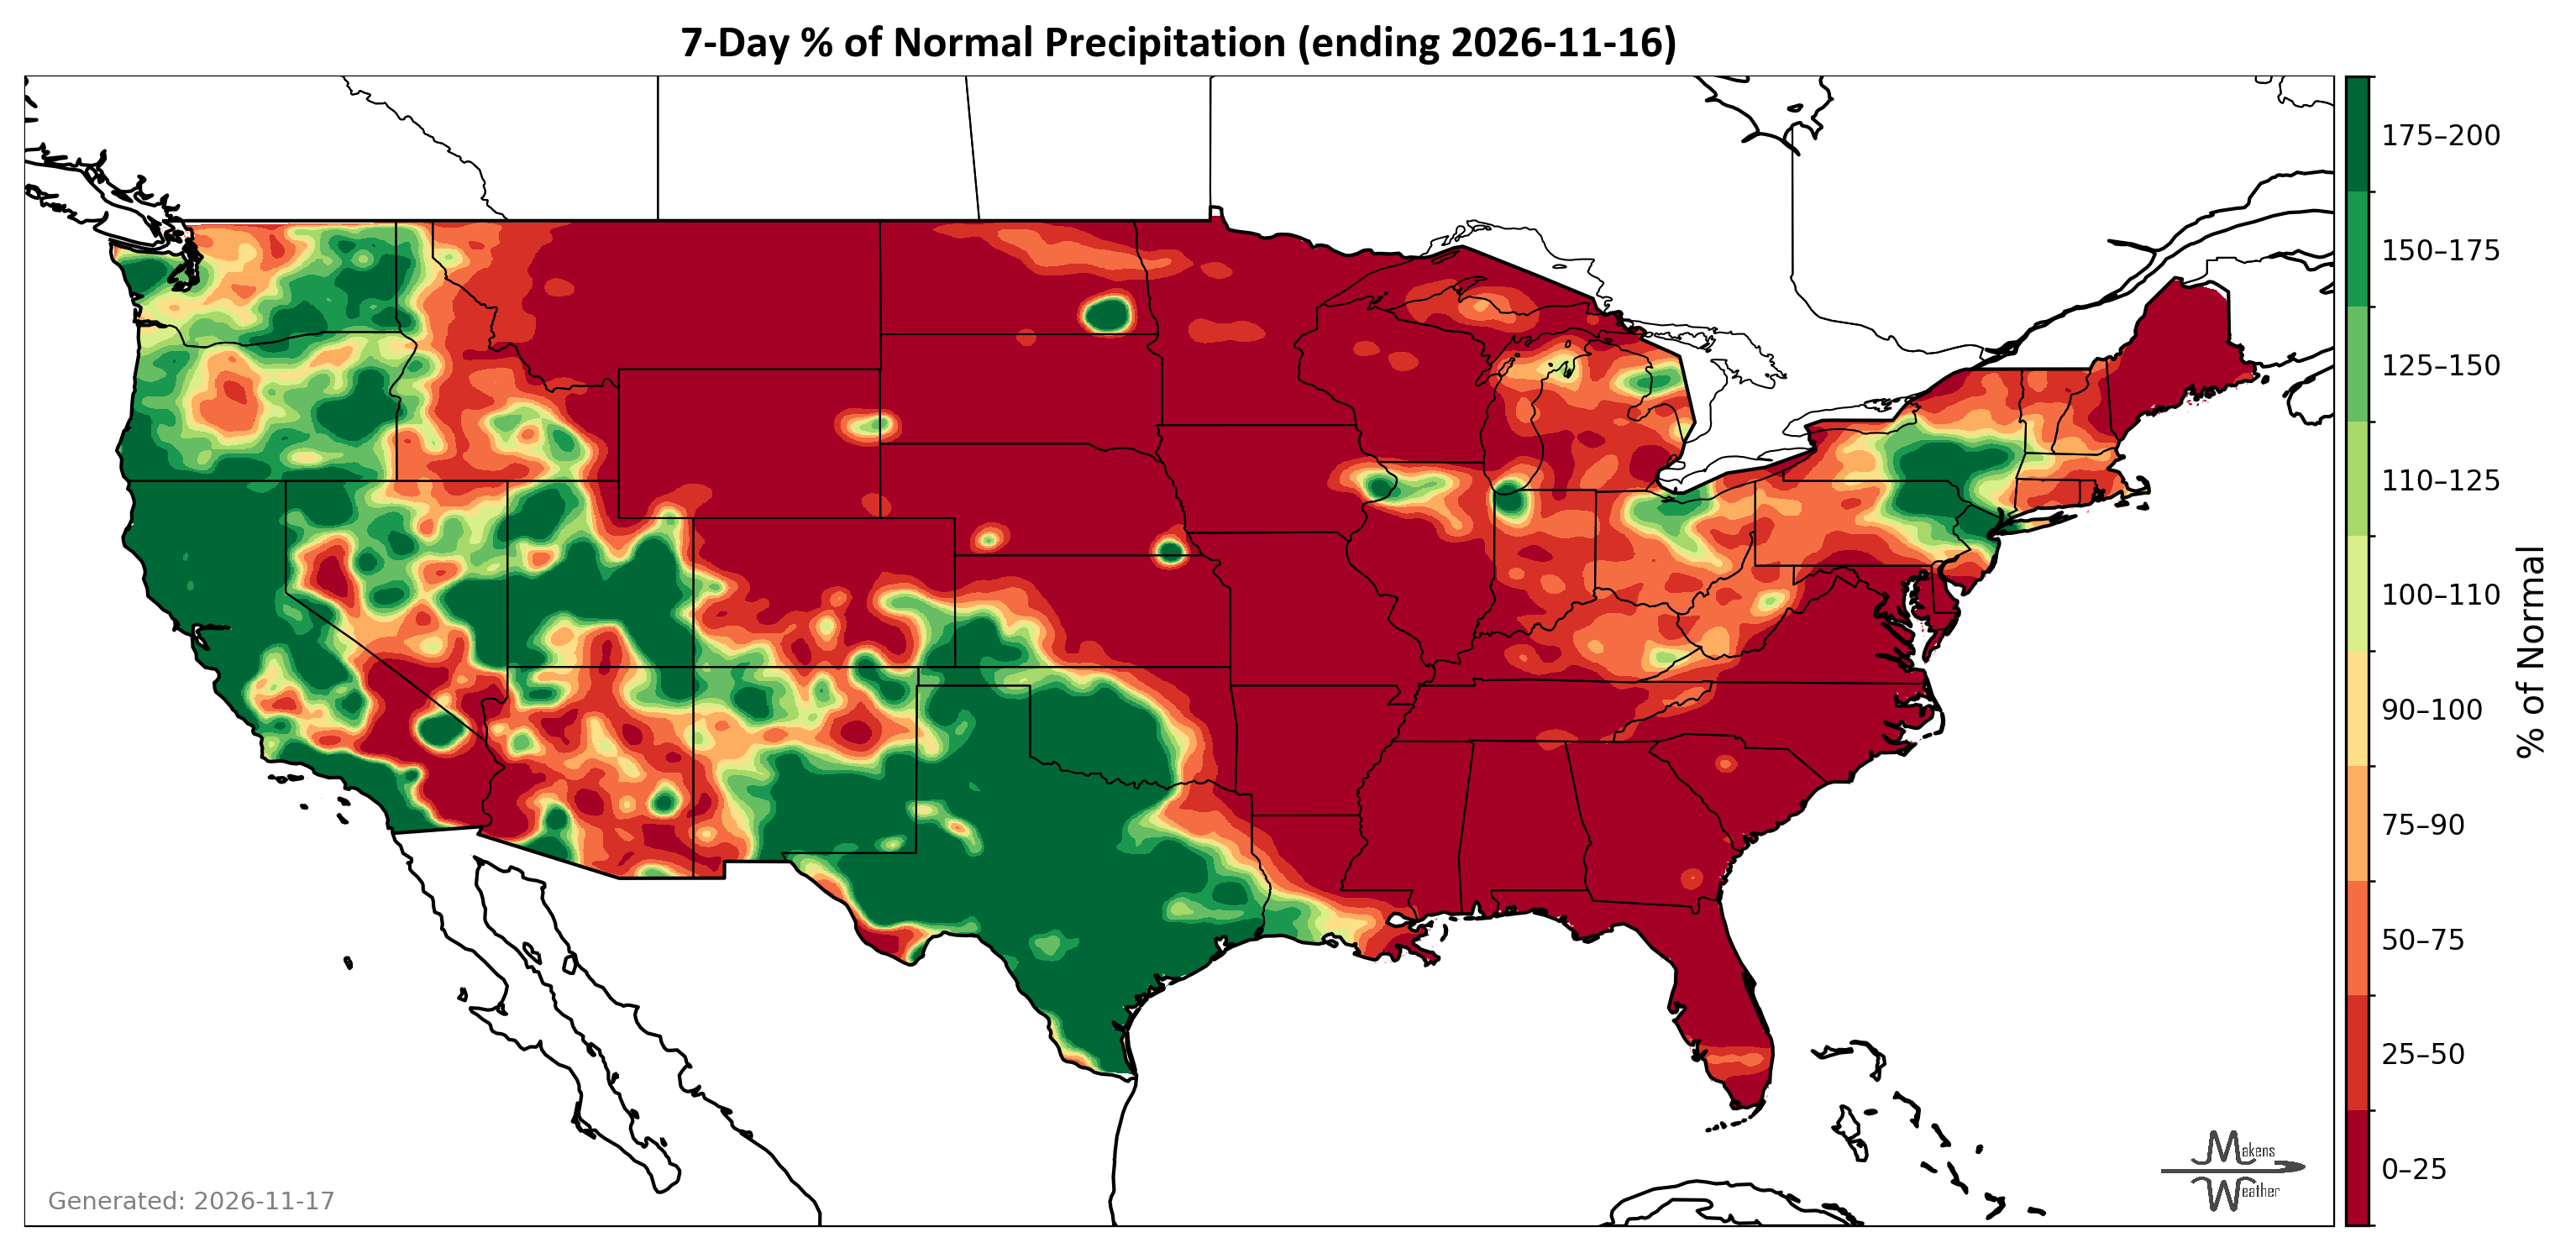 7-Day % of Normal Precipitation (ending 2026-11-16)
175–200
150–175
125–150
110–125
100–110
90–100
75–90
50–75
25–50
0–25
% of Normal
Generated: 2026-11-17
Makens
Weather